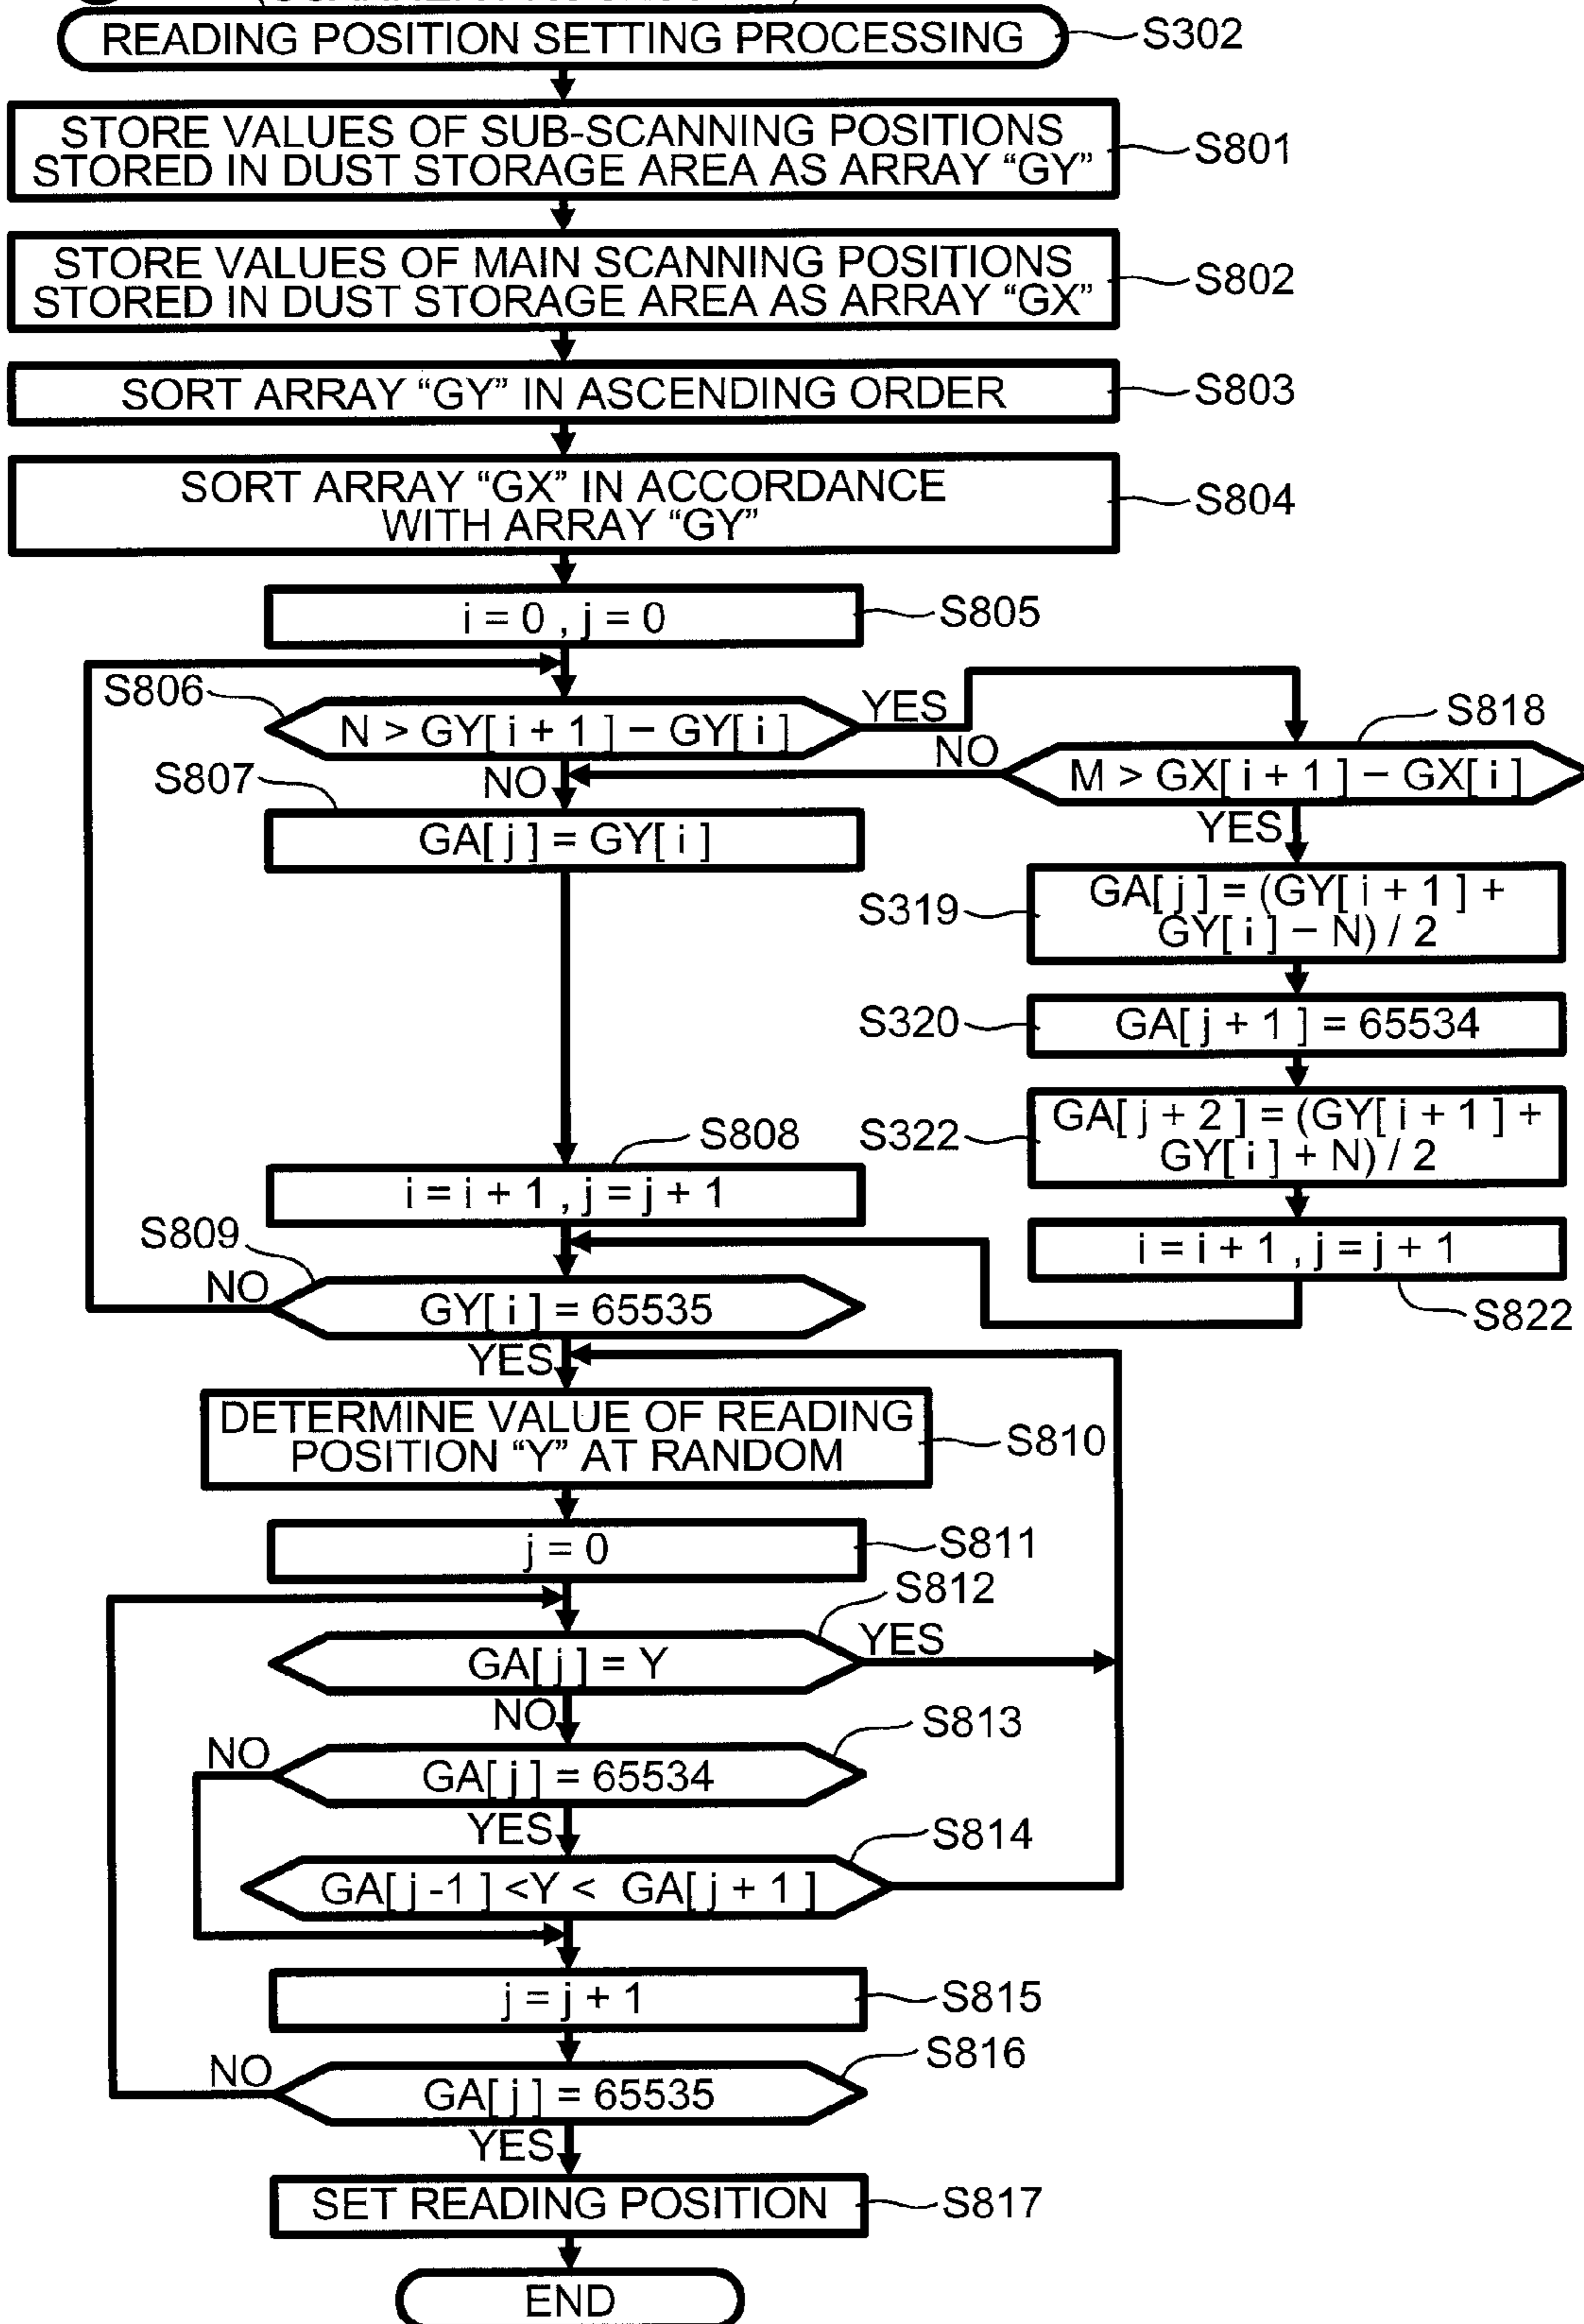 READING POSITION SETTING PROCESSING
S302
STORE VALUES OF SUB-SCANNING POSITIONS
STORED IN DUST STORAGE AREA AS ARRAY “GY”
S801
STORE VALUES OF MAIN SCANNING POSITIONS
STORED IN DUST STORAGE AREA AS ARRAY “GX”
S802
SORT ARRAY “GY” IN ASCENDING ORDER
S803
SORT ARRAY “GX” IN ACCORDANCE
WITH ARRAY “GY”
S804
i = 0 , j = 0
S805
S806
N > GY[ i + 1 ] − GY[ i ]
YES
NO
S818
M > GX[ i + 1 ] − GX[ i ]
NO
YES
S807
GA[ j ] = GY[ i ]
S319
GA[ j ] = (GY[ i + 1 ] +
GY[ i ] − N) / 2
S320
GA[ j + 1 ] = 65534
S322
GA[ j + 2 ] = (GY[ i + 1 ] +
GY[ i ] + N) / 2
S808
i = i + 1 , j = j + 1
i = i + 1 , j = j + 1
S822
S809
NO
GY[ i ] = 65535
YES
DETERMINE VALUE OF READING
POSITION “Y” AT RANDOM
S810
j = 0
S811
S812
GA[ j ] = Y
YES
NO
S813
NO
GA[ j ] = 65534
YES
S814
GA[ j -1 ] <Y < GA[ j + 1 ]
j = j + 1
S815
S816
NO
GA[ j ] = 65535
YES
SET READING POSITION
S817
END